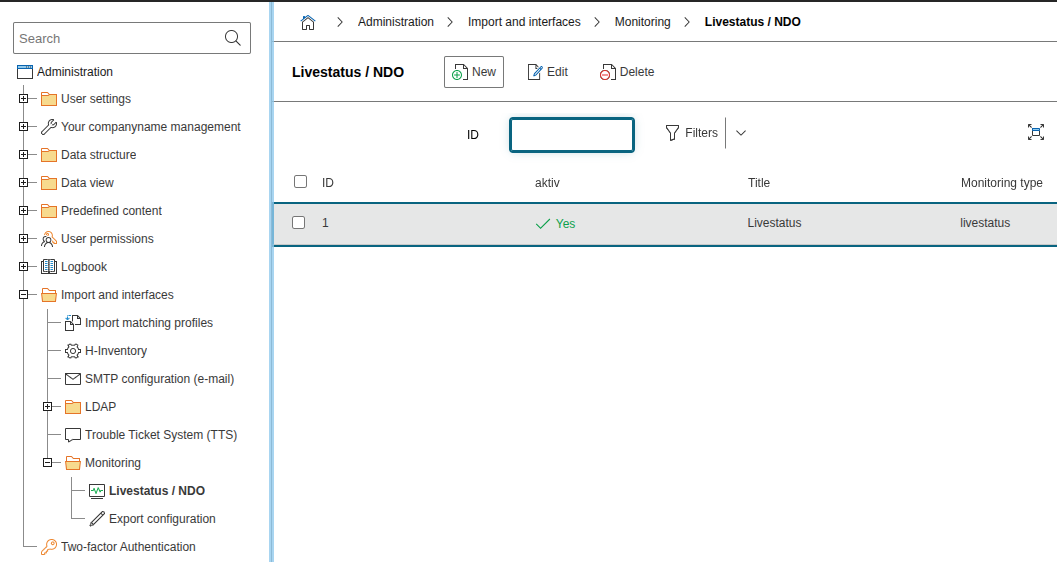 Search
Administration
User settings
Your companyname management
Data structure
Data view
Predefined content
User permissions
Logbook
Import and interfaces
Import matching profiles
H-Inventory
SMTP configuration (e-mail)
LDAP
Trouble Ticket System (TTS)
Monitoring
Livestatus / NDO
Export configuration
Two-factor Authentication
Administration Import and interfaces Monitoring Livestatus / NDO
Livestatus / NDO New Edit Delete
ID Filters
ID aktiv Title Monitoring type
1 Yes Livestatus livestatus